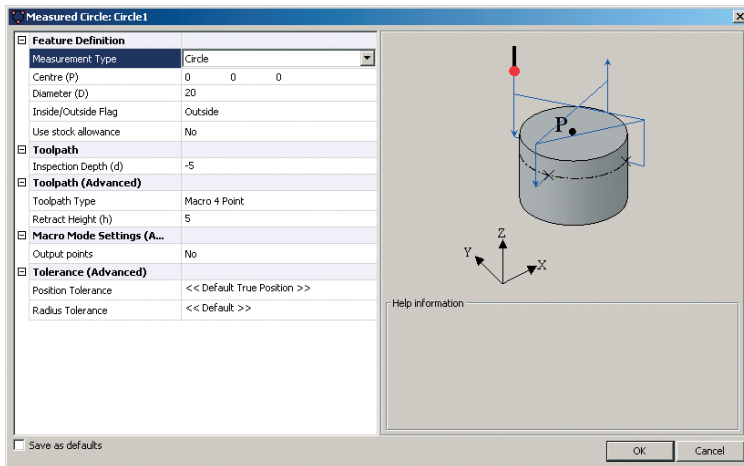 Measured Circle: Circle1
Feature Definition
Measurement Type Circle
Centre (P) 0 0 0
Diameter (D) 20
Inside/Outside Flag Outside
Use stock allowance No
Toolpath
Inspection Depth (d) -5
Toolpath (Advanced)
Toolpath Type Macro 4 Point
Retract Height (h) 5
Macro Mode Settings (A...
Output points No
Tolerance (Advanced)
Position Tolerance << Default True Position >>
Radius Tolerance << Default >>
P
Z
Y
X
Help information
Save as defaults
OK Cancel